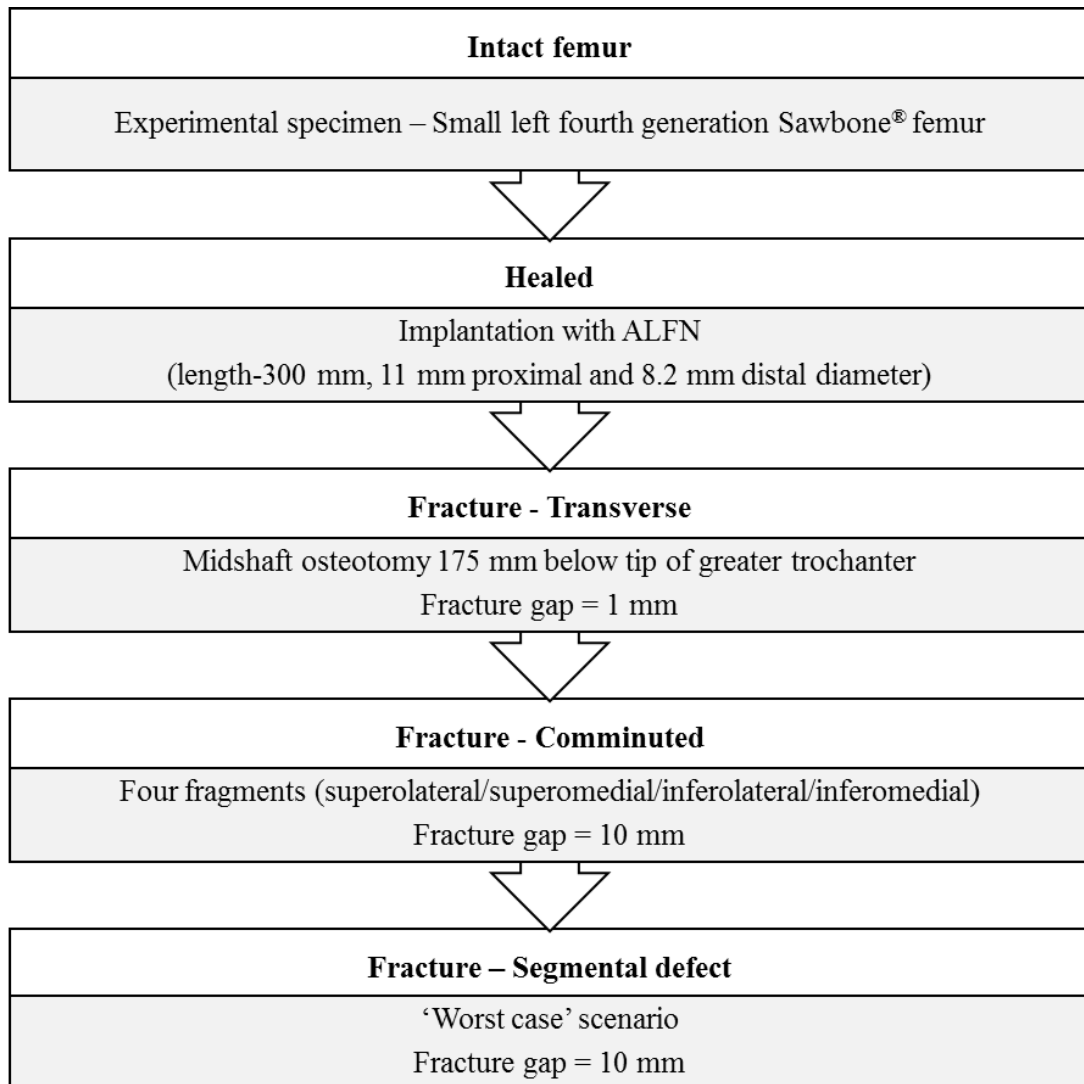 Intact femur
Experimental specimen – Small left fourth generation Sawbone® femur
Healed
Implantation with ALFN
(length-300 mm, 11 mm proximal and 8.2 mm distal diameter)
Fracture - Transverse
Midshaft osteotomy 175 mm below tip of greater trochanter
Fracture gap = 1 mm
Fracture - Comminuted
Four fragments (superolateral/superomedial/inferolateral/inferomedial)
Fracture gap = 10 mm
Fracture – Segmental defect
‘Worst case’ scenario
Fracture gap = 10 mm